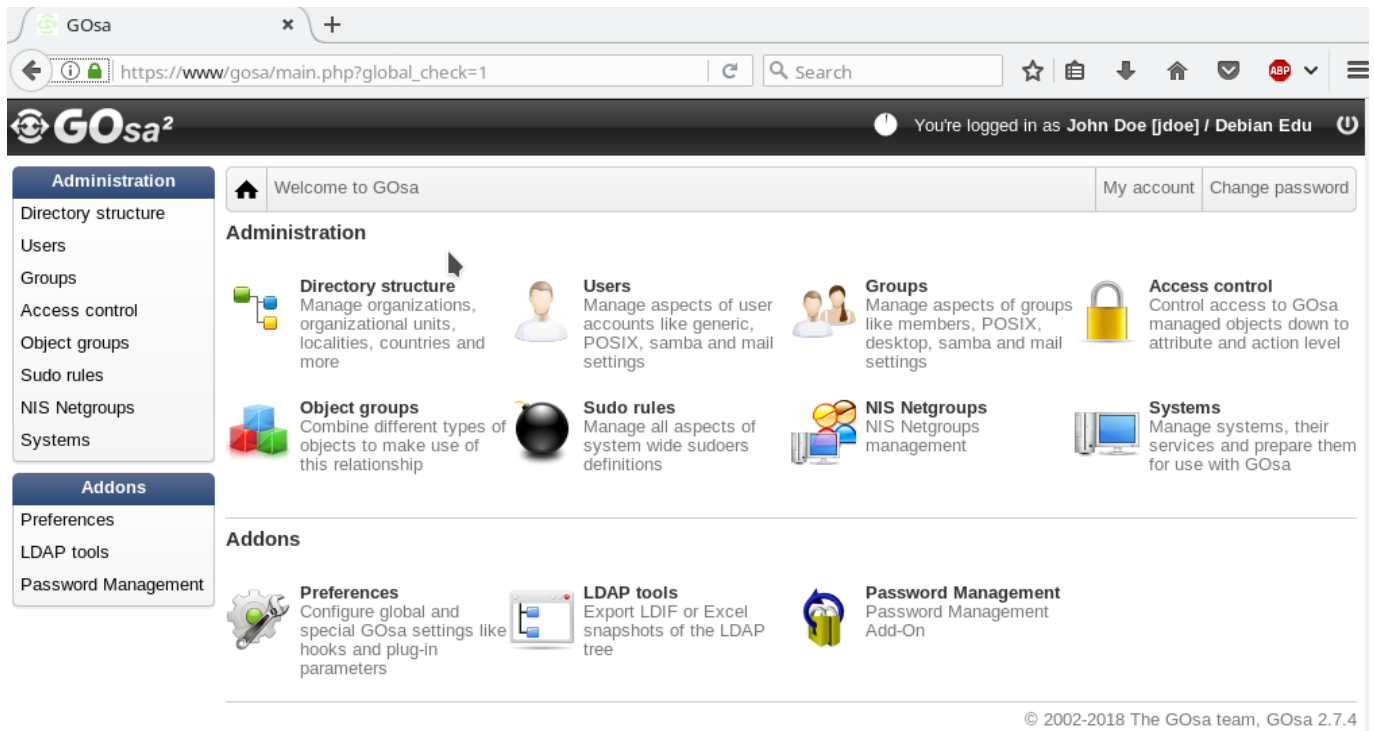 GOsa
https://www/gosa/main.php?global_check=1
Search
ABP
GOsa²
You're logged in as John Doe [jdoe] / Debian Edu
Administration
Directory structure
Users
Groups
Access control
Object groups
Sudo rules
NIS Netgroups
Systems
Addons
Preferences
LDAP tools
Password Management
Welcome to GOsa
My account
Change password
Administration
Directory structure
Manage organizations,
organizational units,
localities, countries and
more
Users
Manage aspects of user
accounts like generic,
POSIX, samba and mail
settings
Groups
Manage aspects of groups
like members, POSIX,
desktop, samba and mail
settings
Access control
Control access to GOsa
managed objects down to
attribute and action level
Object groups
Combine different types of
objects to make use of
this relationship
Sudo rules
Manage all aspects of
system wide sudoers
definitions
NIS Netgroups
NIS Netgroups
management
Systems
Manage systems, their
services and prepare them
for use with GOsa
Addons
Preferences
Configure global and
special GOsa settings like
hooks and plug-in
parameters
LDAP tools
Export LDIF or Excel
snapshots of the LDAP
tree
Password Management
Password Management
Add-On
© 2002-2018 The GOsa team, GOsa 2.7.4